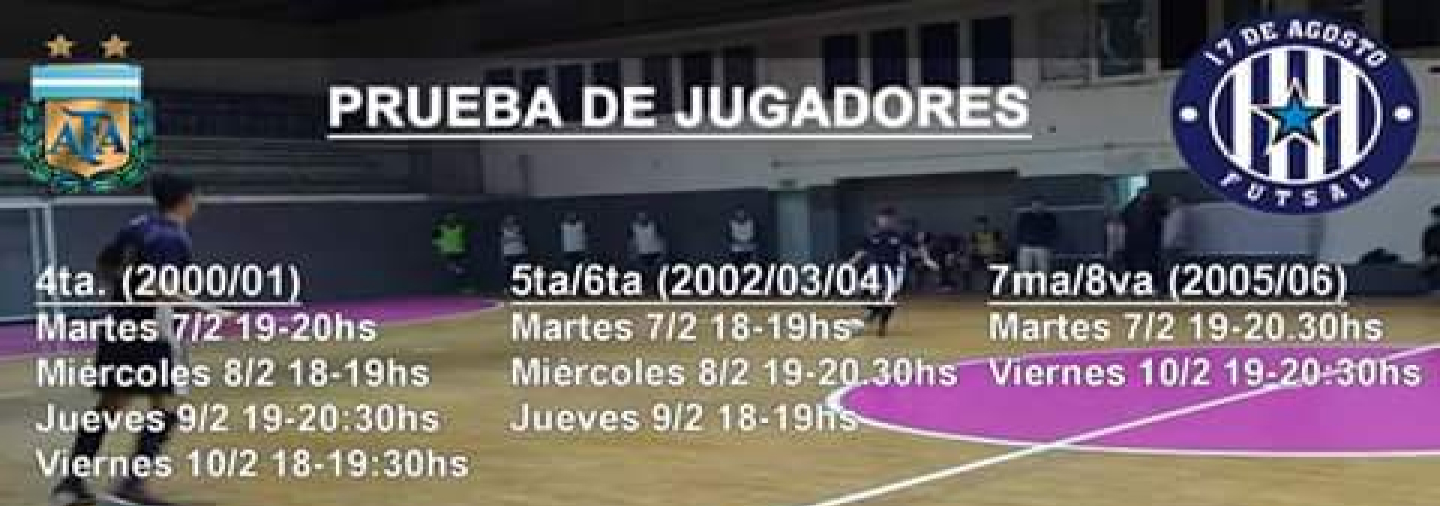 AFA
17 DE AGOSTO
FUTSAL
PRUEBA DE JUGADORES
4ta. (2000/01)
Martes 7/2 19-20hs
Miércoles 8/2 18-19hs
Jueves 9/2 19-20:30hs
Viernes 10/2 18-19:30hs
5ta/6ta (2002/03/04)
Martes 7/2 18-19hs
Miércoles 8/2 19-20.30hs
Jueves 9/2 18-19hs
7ma/8va (2005/06)
Martes 7/2 19-20.30hs
Viernes 10/2 19-20:30hs